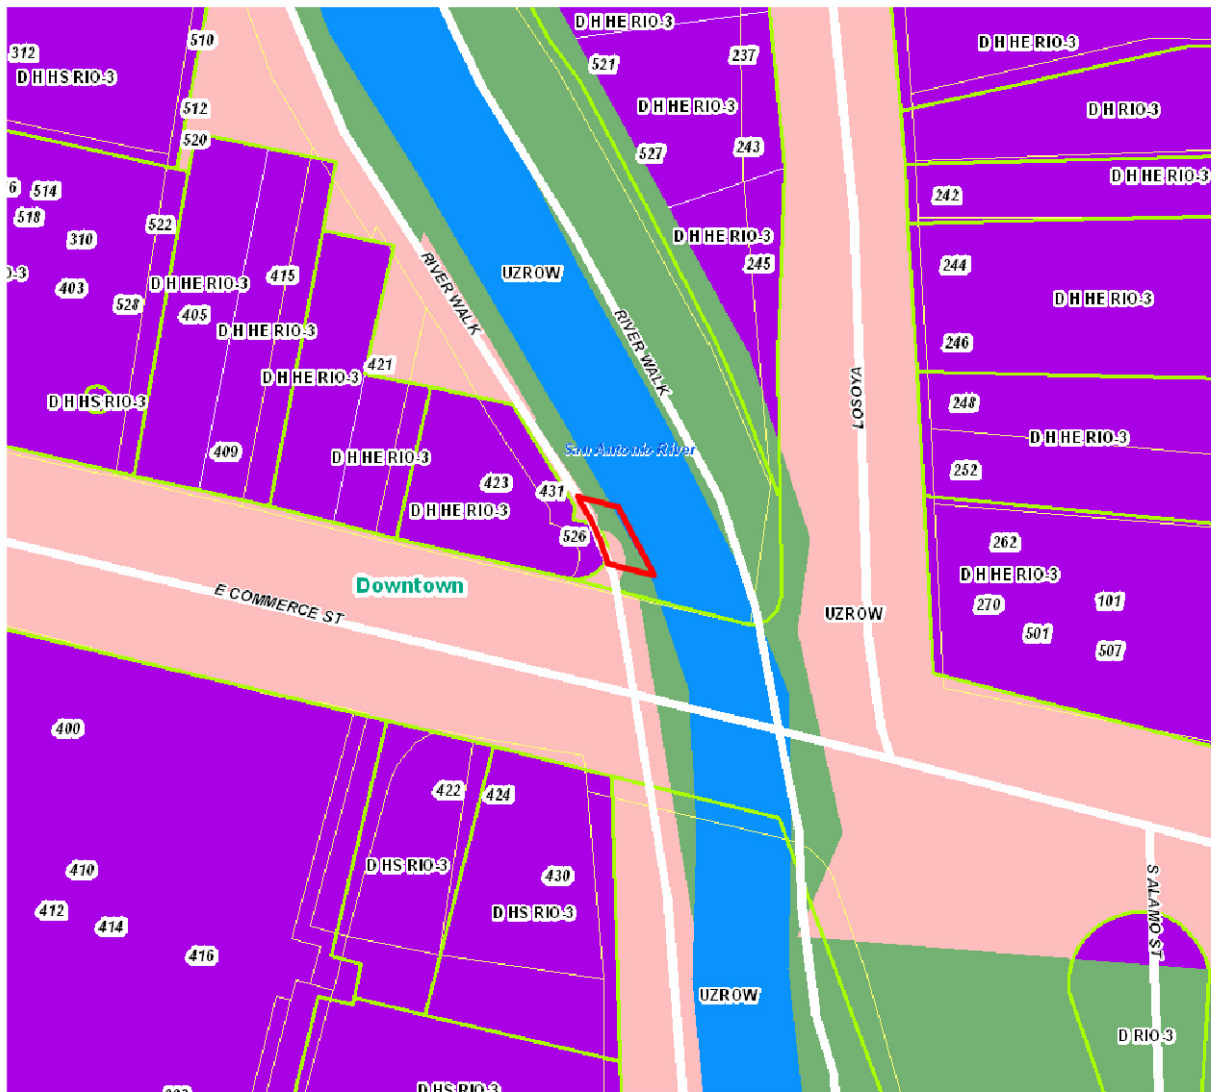 D H HE RIO-3
510
312
D H HE RIO-3
237
521
D H HS RIO-3
D H HE RIO-3
512
D H RIO-3
520
243
527
D H HE RIO-3
514
242
518
522
D H HE RIO-3
310
245
244
RIVER WALK
UZROW
415
403
D H HE RIO-3
528
D H HE RIO-3
405
D H HE RIO-3
RIVER WALK
246
421
D H HE RIO-3
LOSOYA
D H HS RIO-3
248
D H HE RIO-3
San Antonio River
409
D H HE RIO-3
252
423
431
D H HE RIO-3
526
262
D H HE RIO-3
Downtown
E COMMERCE ST
270
101
UZROW
501
507
400
422
424
D HS RIO-3
410
430
412
D HS RIO-3
414
S ALAMO ST
416
UZROW
D RIO-3
D HS RIO-3